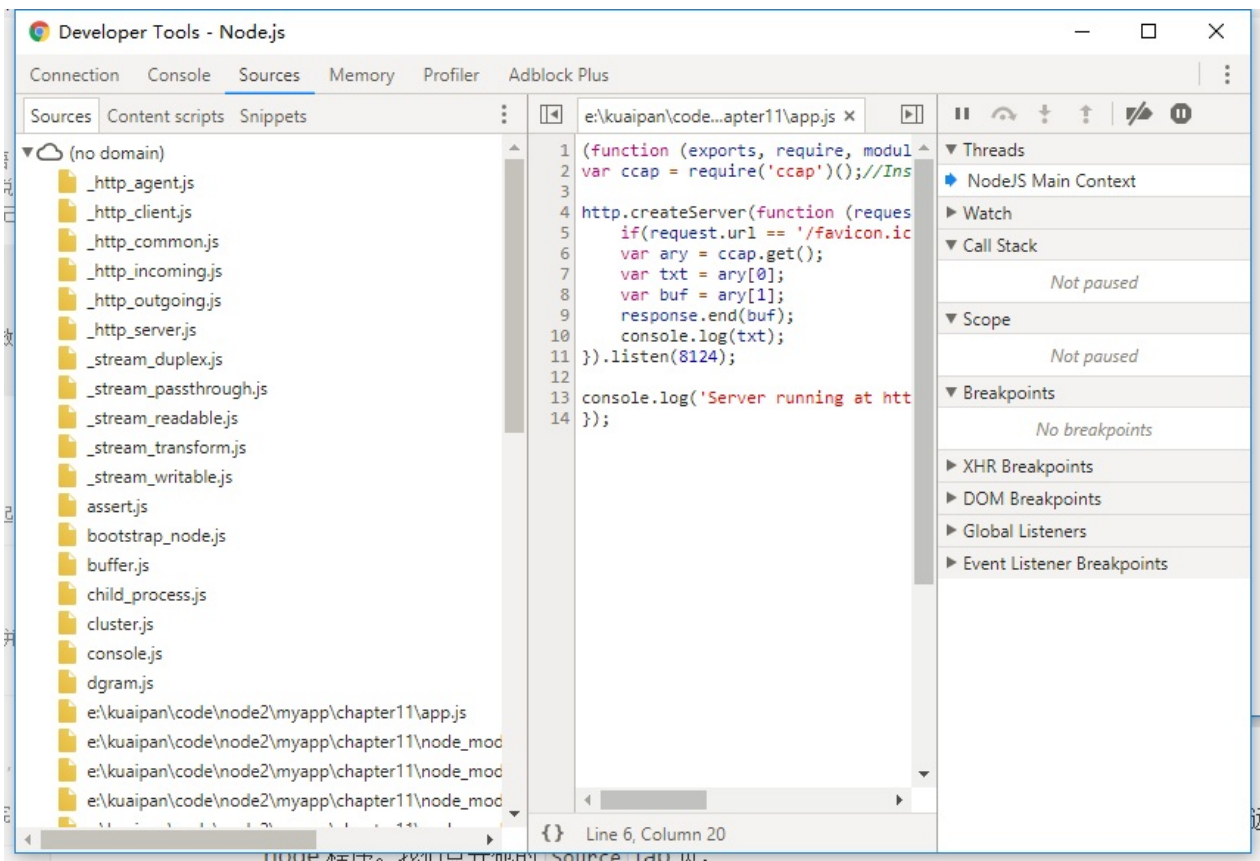 Developer Tools - Node.js
Connection Console Sources Memory Profiler Adblock Plus
Sources Content scripts Snippets
(no domain)
_http_agent.js
_http_client.js
_http_common.js
_http_incoming.js
_http_outgoing.js
_http_server.js
_stream_duplex.js
_stream_passthrough.js
_stream_readable.js
_stream_transform.js
_stream_writable.js
assert.js
bootstrap_node.js
buffer.js
child_process.js
cluster.js
console.js
dgram.js
e:\kuaipan\code\node2\myapp\chapter11\app.js
e:\kuaipan\code\node2\myapp\chapter11\node_mod
e:\kuaipan\code\node2\myapp\chapter11\node_mod
e:\kuaipan\code\node2\myapp\chapter11\node_mod
e:\kuaipan\code...apter11\app.js ×
1 (function (exports, require, modul
2 var ccap = require('ccap')();//Ins
3
4 http.createServer(function (reques
5 if(request.url == '/favicon.ic
6 var ary = ccap.get();
7 var txt = ary[0];
8 var buf = ary[1];
9 response.end(buf);
10 console.log(txt);
11 }).listen(8124);
12
13 console.log('Server running at htt
14 });
{} Line 6, Column 20
Threads
NodeJS Main Context
Watch
Call Stack
Not paused
Scope
Not paused
Breakpoints
No breakpoints
XHR Breakpoints
DOM Breakpoints
Global Listeners
Event Listener Breakpoints